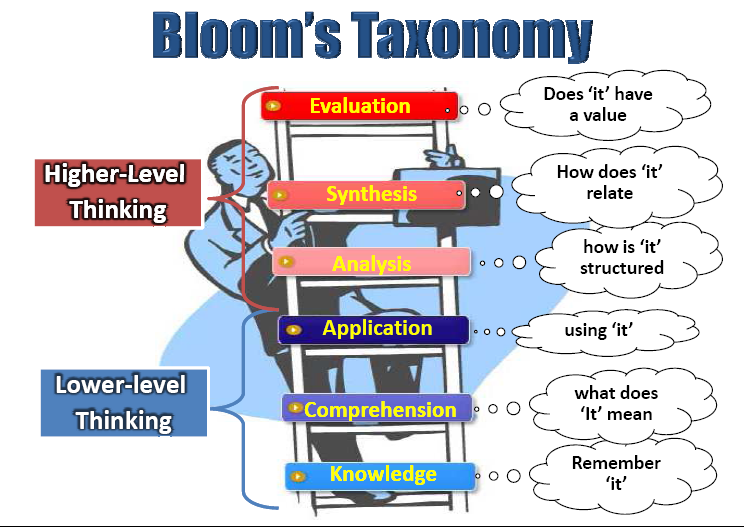 Bloom's Taxonomy
Evaluation
Does 'it' have
a value
Higher-Level
Thinking
Synthesis
How does 'it'
relate
Analysis
how is 'it'
structured
Application
using 'it'
Lower-level
Thinking
Comprehension
what does
'It' mean
Knowledge
Remember
'it'